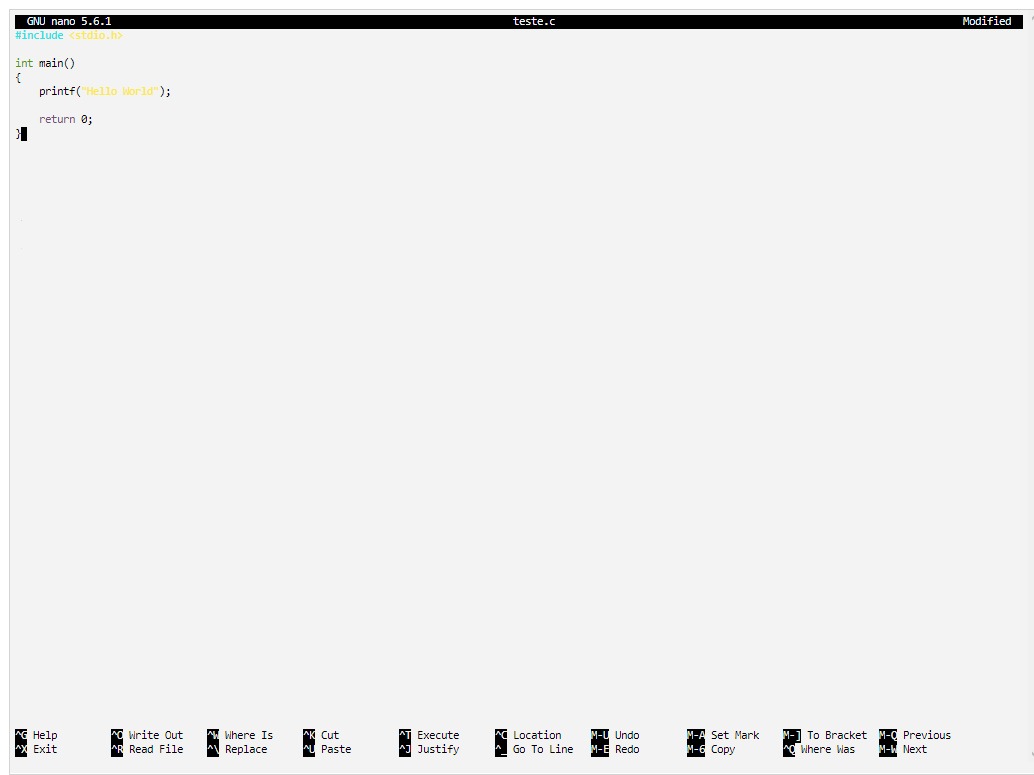 GNU nano 5.6.1 teste.c Modified
#include <stdio.h>
int main()
{
    printf("Hello World");
    return 0;
}
^G Help ^O Write Out ^W Where Is ^K Cut ^T Execute ^C Location M-U Undo M-A Set Mark M-] To Bracket M-Q Previous
^X Exit ^R Read File ^\ Replace ^U Paste ^J Justify ^_ Go To Line M-E Redo M-6 Copy ^Q Where Was M-W Next